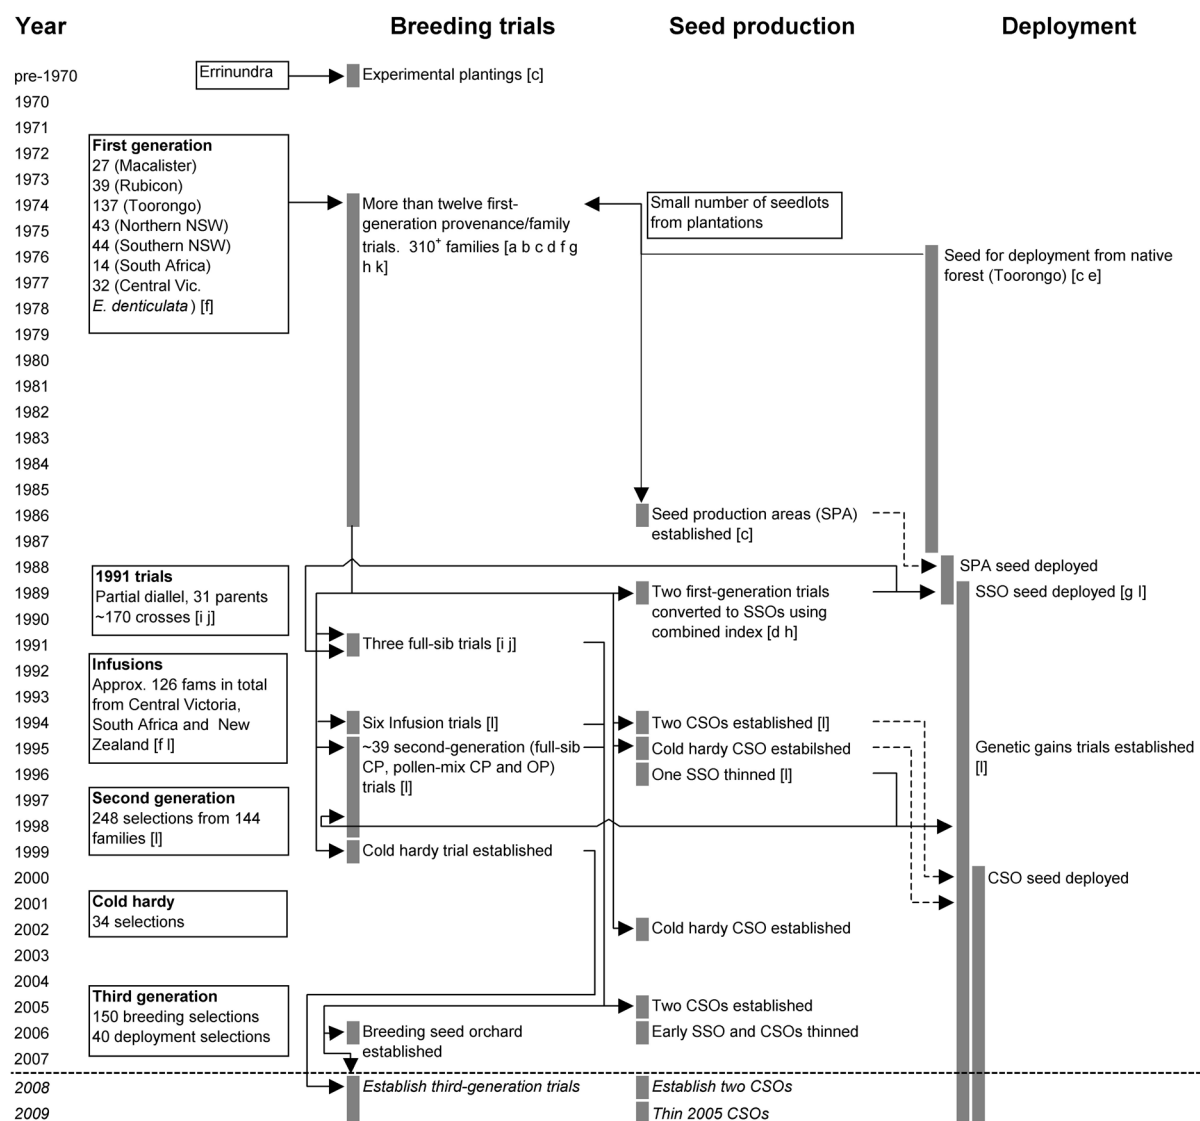 Year
Breeding trials
Seed production
Deployment
pre-1970
1970
1971
1972
1973
1974
1975
1976
1977
1978
1979
1980
1981
1982
1983
1984
1985
1986
1987
1988
1989
1990
1991
1992
1993
1994
1995
1996
1997
1998
1999
2000
2001
2002
2003
2004
2005
2006
2007
2008
2009
Errinundra
First generation
27 (Macalister)
39 (Rubicon)
137 (Toorongo)
43 (Northern NSW)
44 (Southern NSW)
14 (South Africa)
32 (Central Vic.
E. denticulata) [f]
1991 trials
Partial diallel, 31 parents
~170 crosses [i j]
Infusions
Approx. 126 fams in total
from Central Victoria,
South Africa and New
Zealand [f l]
Second generation
248 selections from 144
families [l]
Cold hardy
34 selections
Third generation
150 breeding selections
40 deployment selections
Experimental plantings [c]
More than twelve first-
generation provenance/family
trials. 310+ families [a b c d f g
h k]
Three full-sib trials [i j]
Six Infusion trials [l]
~39 second-generation (full-sib
CP, pollen-mix CP and OP)
trials [l]
Cold hardy trial established
Breeding seed orchard
established
Establish third-generation trials
Small number of seedlots
from plantations
Seed production areas (SPA)
established [c]
Two first-generation trials
converted to SSOs using
combined index [d h]
Two CSOs established [l]
Cold hardy CSO estabilshed
One SSO thinned [l]
Cold hardy CSO established
Two CSOs established
Early SSO and CSOs thinned
Establish two CSOs
Thin 2005 CSOs
Seed for deployment from native
forest (Toorongo) [c e]
SPA seed deployed
SSO seed deployed [g l]
Genetic gains trials established
[l]
CSO seed deployed